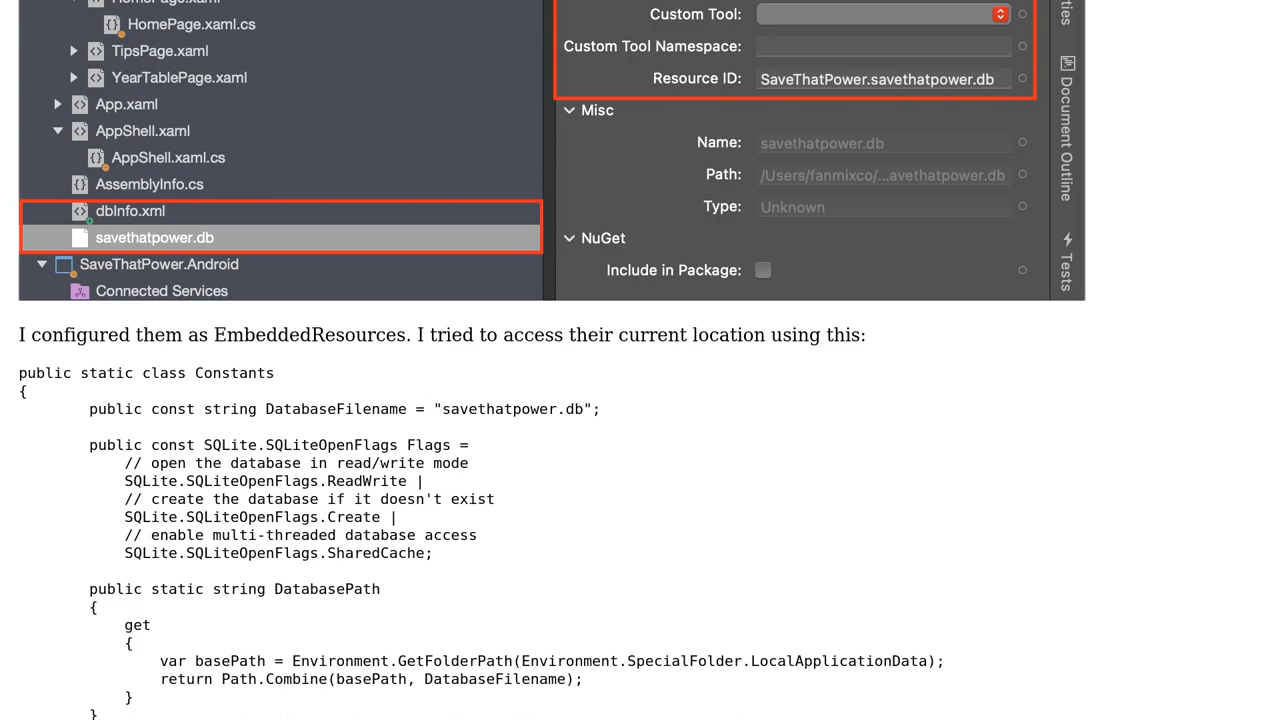 HomePage.xaml
HomePage.xaml.cs
TipsPage.xaml
YearTablePage.xaml
App.xaml
AppShell.xaml
AppShell.xaml.cs
AssemblyInfo.cs
dbInfo.xml
savethatpower.db
SaveThatPower.Android
Connected Services
Custom Tool:
Custom Tool Namespace:
Resource ID: SaveThatPower.savethatpower.db
Misc
Name: savethatpower.db
Path: /Users/fanmixco/...avethatpower.db
Type: Unknown
NuGet
Include in Package:
Document Outline
Tests
I configured them as EmbeddedResources. I tried to access their current location using this:
public static class Constants
{
public const string DatabaseFilename = "savethatpower.db";
public const SQLite.SQLiteOpenFlags Flags =
// open the database in read/write mode
SQLite.SQLiteOpenFlags.ReadWrite |
// create the database if it doesn't exist
SQLite.SQLiteOpenFlags.Create |
// enable multi-threaded database access
SQLite.SQLiteOpenFlags.SharedCache;
public static string DatabasePath
{
get
{
var basePath = Environment.GetFolderPath(Environment.SpecialFolder.LocalApplicationData);
return Path.Combine(basePath, DatabaseFilename);
}
}